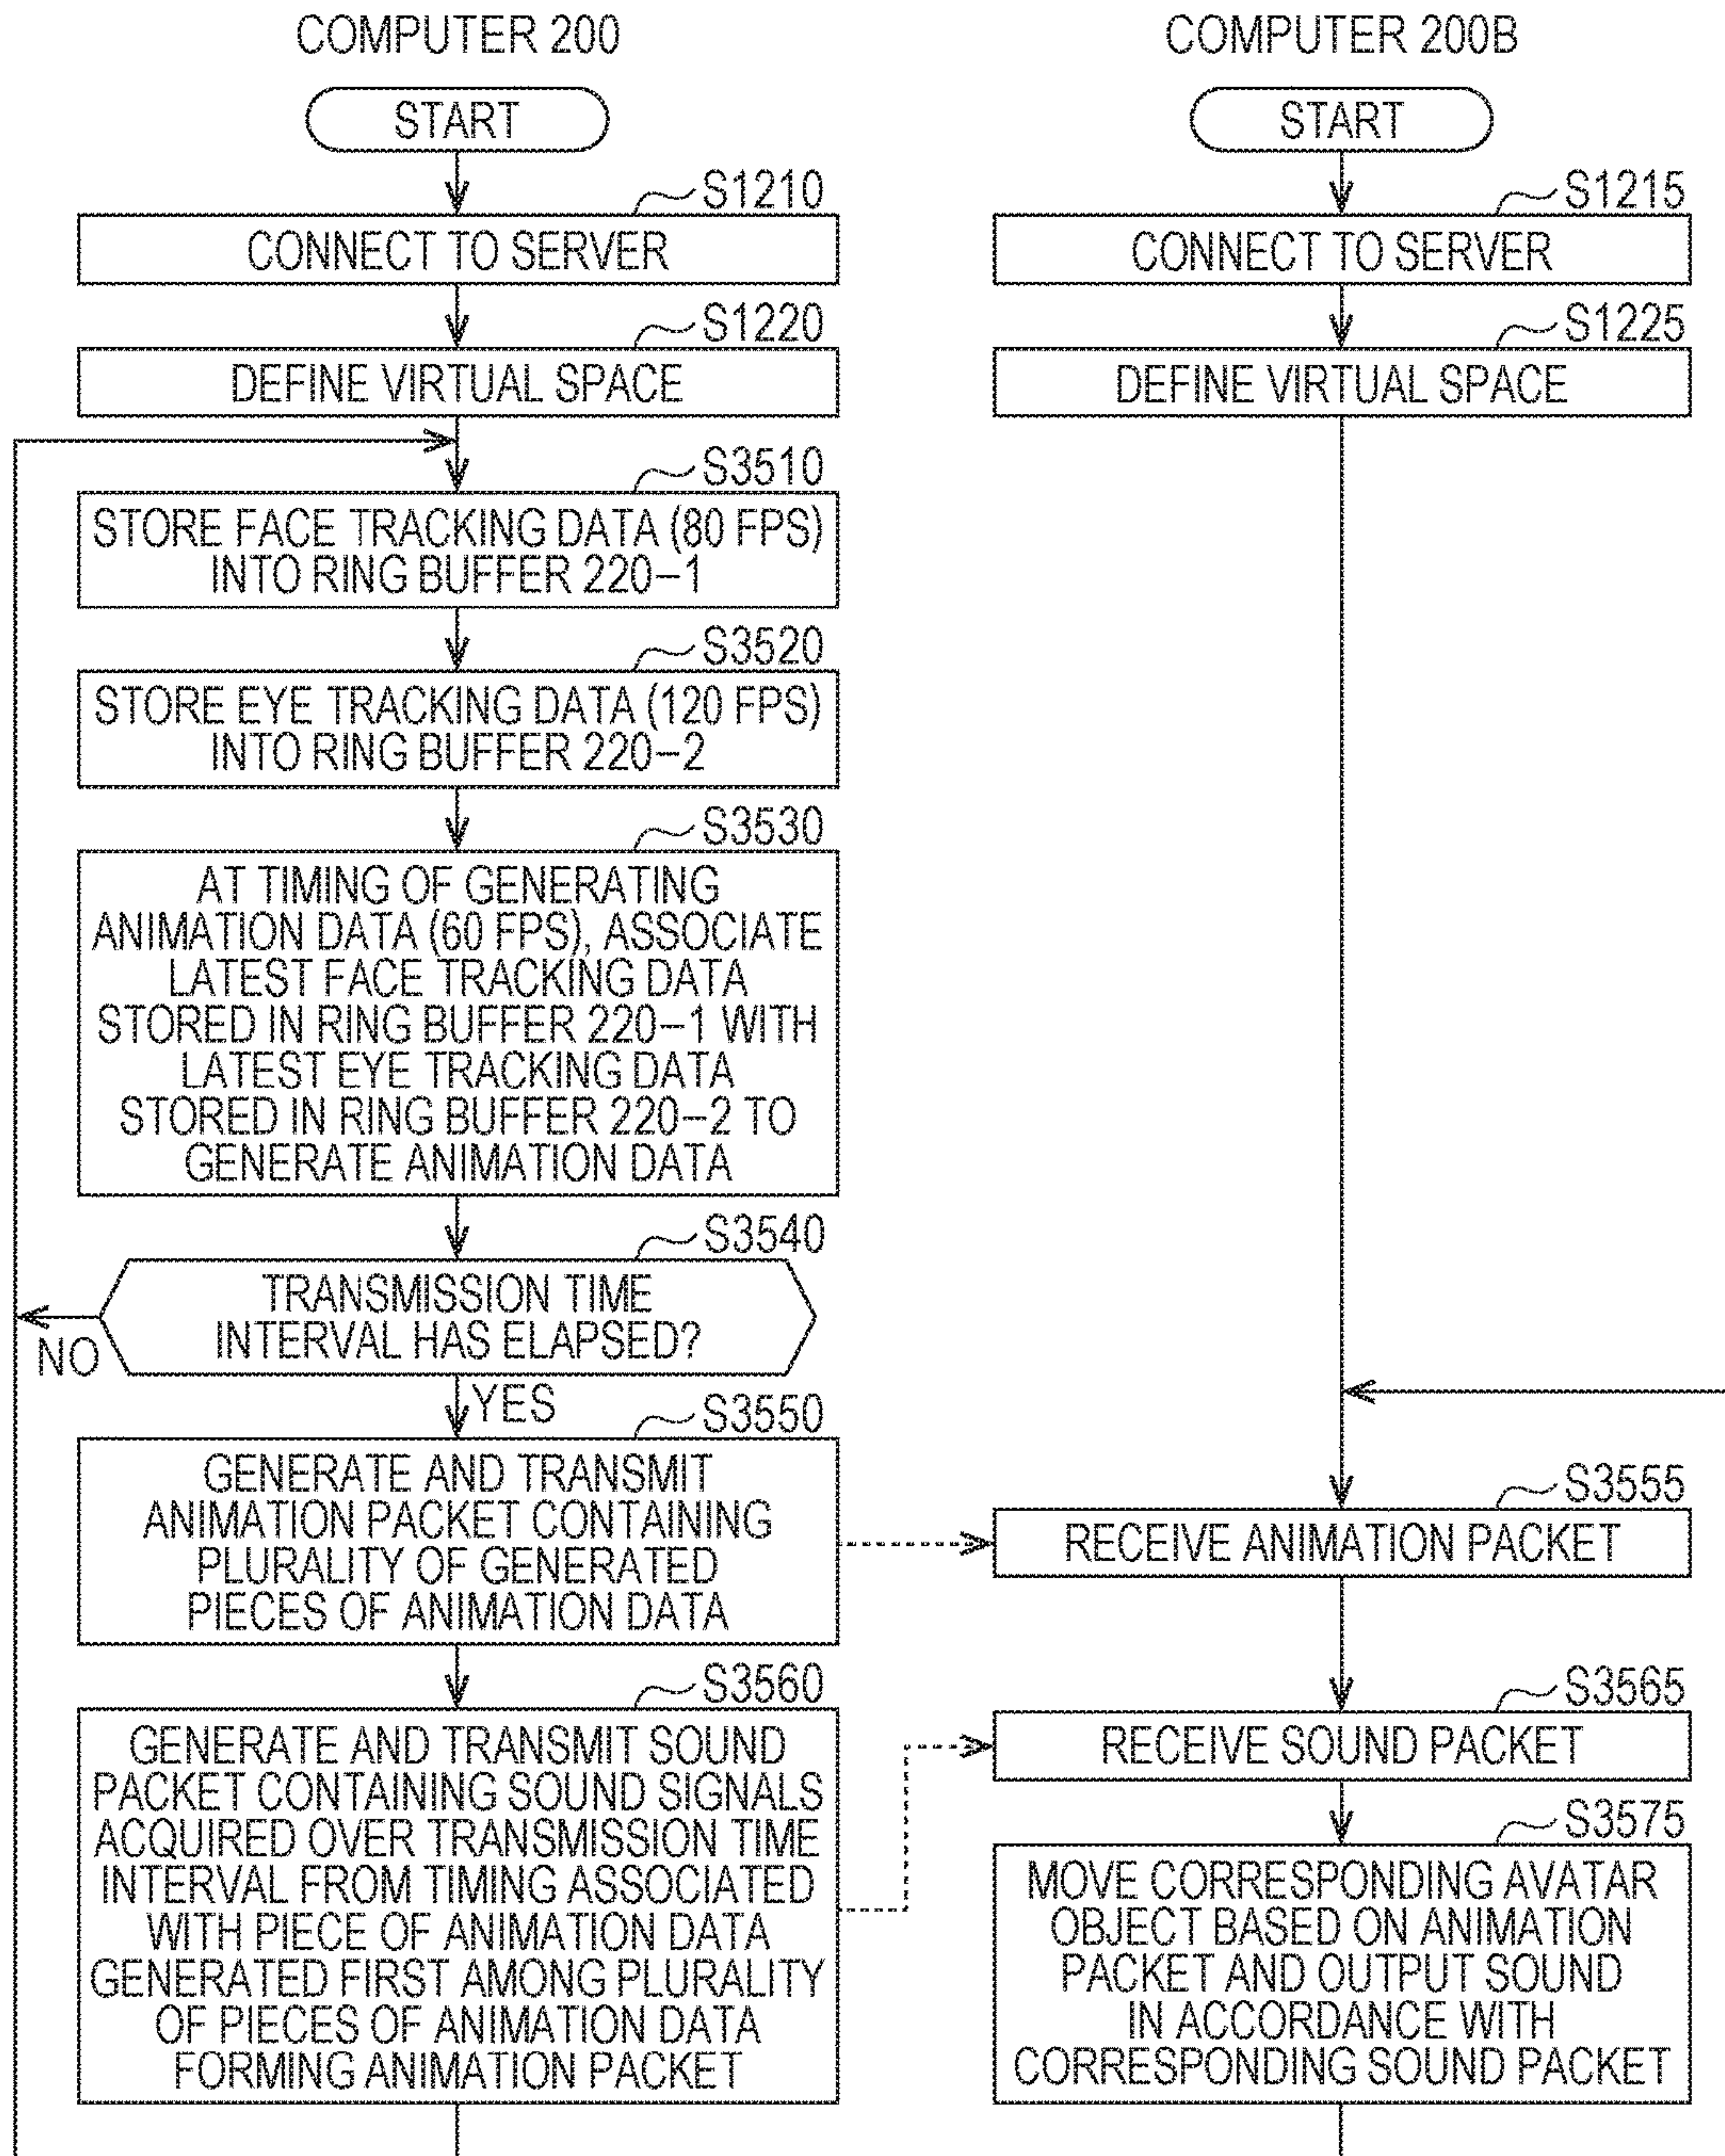 COMPUTER 200
START
S1210
CONNECT TO SERVER
S1220
DEFINE VIRTUAL SPACE
S3510
STORE FACE TRACKING DATA (80 FPS)
INTO RING BUFFER 220–1
S3520
STORE EYE TRACKING DATA (120 FPS)
INTO RING BUFFER 220–2
S3530
AT TIMING OF GENERATING
ANIMATION DATA (60 FPS), ASSOCIATE
LATEST FACE TRACKING DATA
STORED IN RING BUFFER 220–1 WITH
LATEST EYE TRACKING DATA
STORED IN RING BUFFER 220–2 TO
GENERATE ANIMATION DATA
S3540
TRANSMISSION TIME
INTERVAL HAS ELAPSED?
NO
YES
S3550
GENERATE AND TRANSMIT
ANIMATION PACKET CONTAINING
PLURALITY OF GENERATED
PIECES OF ANIMATION DATA
S3560
GENERATE AND TRANSMIT SOUND
PACKET CONTAINING SOUND SIGNALS
ACQUIRED OVER TRANSMISSION TIME
INTERVAL FROM TIMING ASSOCIATED
WITH PIECE OF ANIMATION DATA
GENERATED FIRST AMONG PLURALITY
OF PIECES OF ANIMATION DATA
FORMING ANIMATION PACKET
COMPUTER 200B
START
S1215
CONNECT TO SERVER
S1225
DEFINE VIRTUAL SPACE
S3555
RECEIVE ANIMATION PACKET
S3565
RECEIVE SOUND PACKET
S3575
MOVE CORRESPONDING AVATAR
OBJECT BASED ON ANIMATION
PACKET AND OUTPUT SOUND
IN ACCORDANCE WITH
CORRESPONDING SOUND PACKET